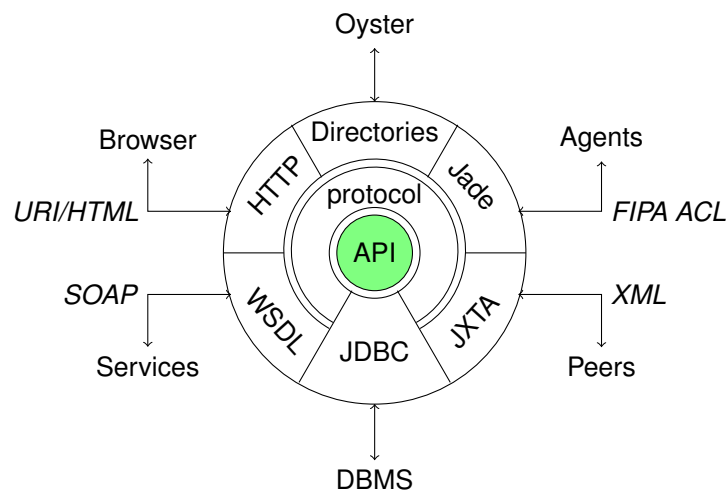 Oyster
Browser
Directories
Agents
HTTP
Jade
protocol
URI/HTML
FIPA ACL
API
SOAP
XML
WSDL
JDBC
JXTA
Services
Peers
DBMS